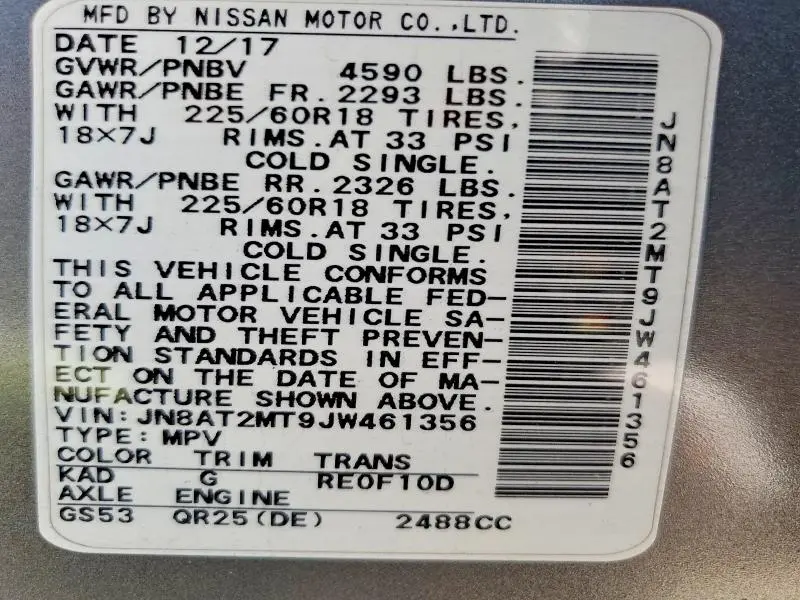 MFD BY NISSAN MOTOR CO.,LTD.
DATE 12/17
GVWR/PNBV 4590 LBS.
GAWR/PNBE FR. 2293 LBS.
WITH 225/60R18 TIRES,
18×7J RIMS. AT 33 PSI
COLD SINGLE.
GAWR/PNBE RR. 2326 LBS.
WITH 225/60R18 TIRES,
18×7J RIMS. AT 33 PSI
COLD SINGLE.
THIS VEHICLE CONFORMS
TO ALL APPLICABLE FED-
ERAL MOTOR VEHICLE SA-
FETY AND THEFT PREVEN-
TION STANDARDS IN EFF-
ECT ON THE DATE OF MA-
NUFACTURE SHOWN ABOVE.
VIN: JN8AT2MT9JW461356
TYPE: MPV
COLOR TRIM TRANS
KAD G RE0F10D
AXLE ENGINE
GS53 QR25(DE) 2488CC
JN8AT2MT9JW461356